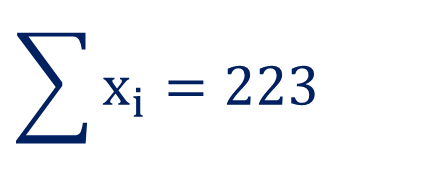 ∑ xᵢ = 223